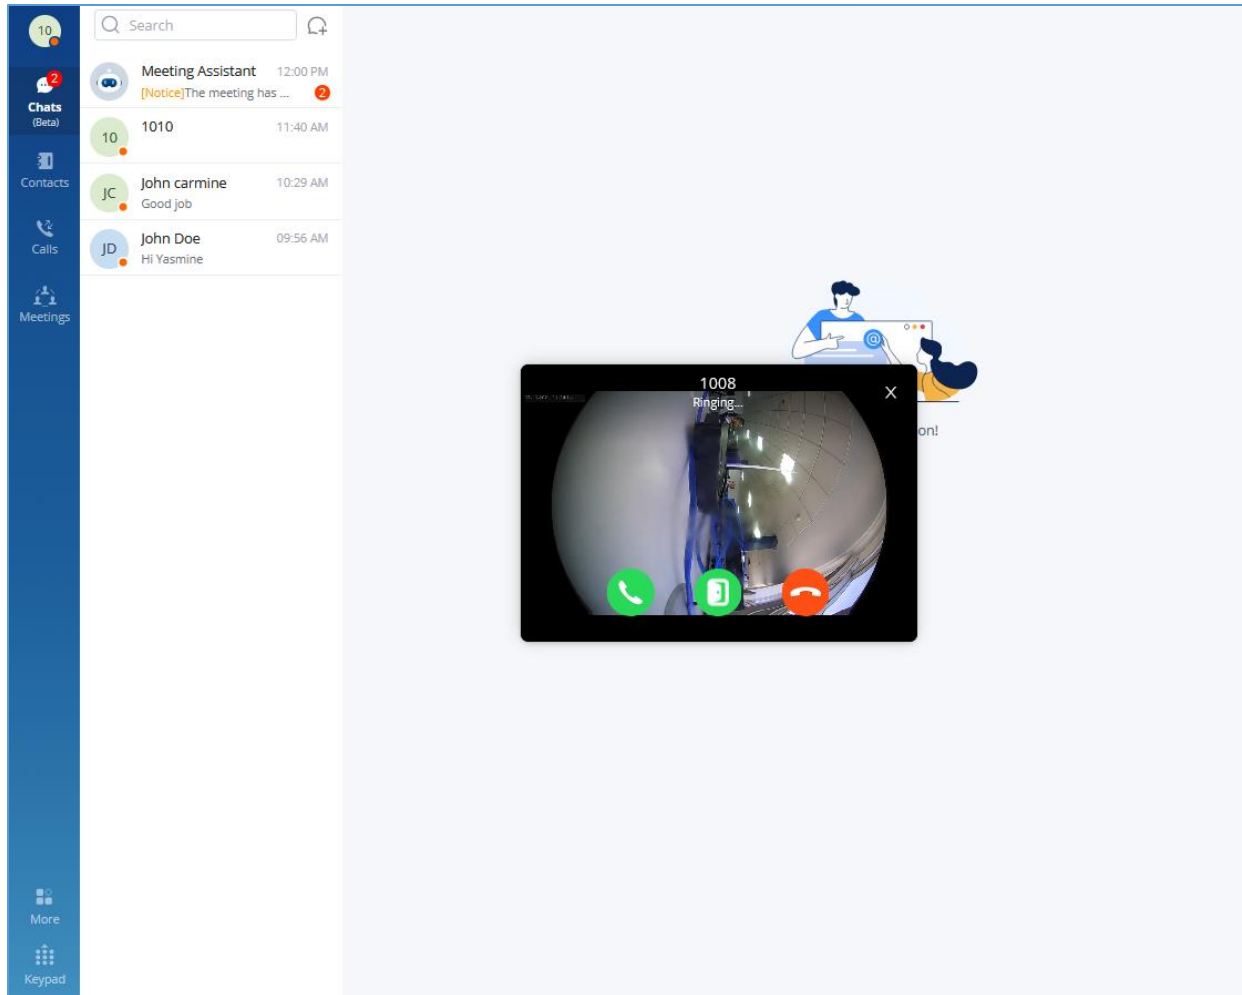 10
Search
2
Chats
(Beta)
Contacts
Calls
Meetings
More
Keypad
Meeting Assistant 12:00 PM
[Notice]The meeting has ... 2
10
1010 11:40 AM
JC
John carmine 10:29 AM
Good job
JD
John Doe 09:56 AM
Hi Yasmine
@
on!
1008
Ringing...
X